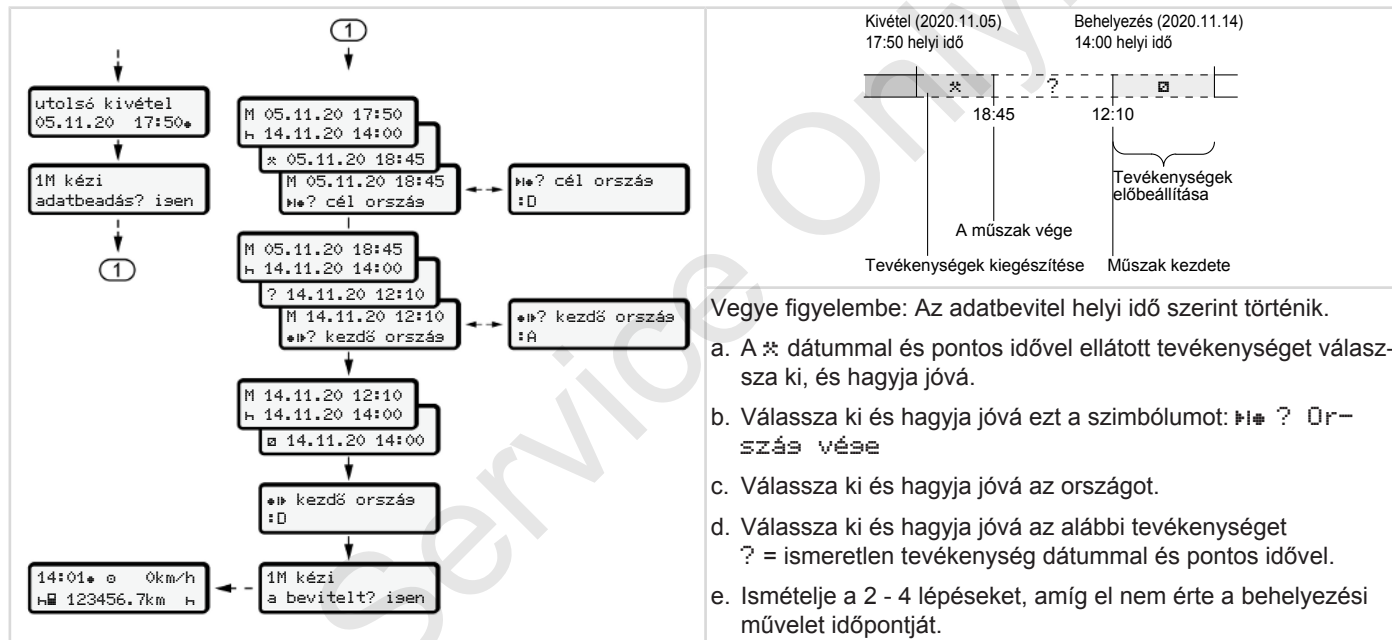 1
utolsó kivétel
05.11.20 17:50
1M kézi
adatbeadás? igen
1
M 05.11.20 17:50
14.11.20 14:00
05.11.20 18:45
M 05.11.20 18:45
? cél ország
? cél ország
:D
M 05.11.20 18:45
14.11.20 14:00
? 14.11.20 12:10
M 14.11.20 12:10
? kezdő ország
? kezdő ország
:A
M 14.11.20 12:10
14.11.20 14:00
14.11.20 14:00
kezdő ország
:D
1M kézi
a bevitelt? igen
14:01 0km/h
123456.7km
Kivétel (2020.11.05)
17:50 helyi idő
Behelyezés (2020.11.14)
14:00 helyi idő
?
18:45
12:10
Tevékenységek
előbeállítása
A műszak vége
Tevékenységek kiegészítése
Műszak kezdete
Vegye figyelembe: Az adatbevitel helyi idő szerint történik.
a. A dátummal és pontos idővel ellátott tevékenységet válasz-
sza ki, és hagyja jóvá.
b. Válassza ki és hagyja jóvá ezt a szimbólumot: ? Or-
szág vége
c. Válassza ki és hagyja jóvá az országot.
d. Válassza ki és hagyja jóvá az alábbi tevékenységet
? = ismeretlen tevékenység dátummal és pontos idővel.
e. Ismételje a 2 - 4 lépéseket, amíg el nem érte a behelyezési
művelet időpontját.
Service Only